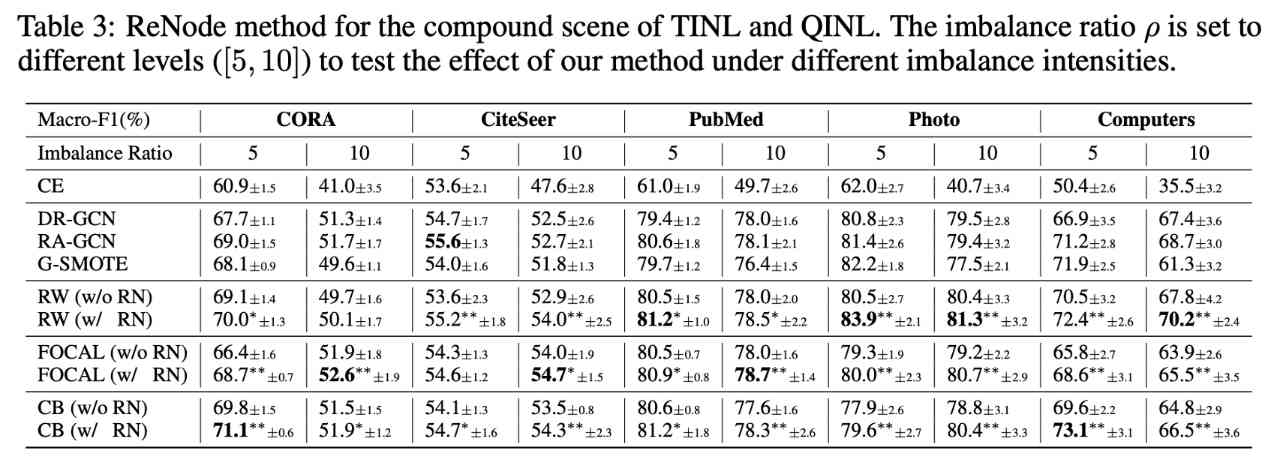 Table 3: ReNode method for the compound scene of TINL and QINL. The imbalance ratio ρ is set to
different levels ([5, 10]) to test the effect of our method under different imbalance intensities.
Macro-F1(%) CORA CiteSeer PubMed Photo Computers
Imbalance Ratio 5 10 5 10 5 10 5 10 5 10
CE 60.9±1.5 41.0±3.5 53.6±2.1 47.6±2.8 61.0±1.9 49.7±2.6 62.0±2.7 40.7±3.4 50.4±2.6 35.5±3.2
DR-GCN 67.7±1.1 51.3±1.4 54.7±1.7 52.5±2.6 79.4±1.2 78.0±1.6 80.8±2.3 79.5±2.8 66.9±3.5 67.4±3.6
RA-GCN 69.0±1.5 51.7±1.7 55.6±1.3 52.7±2.1 80.6±1.8 78.1±2.1 81.4±2.6 79.4±3.2 71.2±2.8 68.7±3.0
G-SMOTE 68.1±0.9 49.6±1.1 54.0±1.6 51.8±1.3 79.7±1.2 76.4±1.5 82.2±1.8 77.5±2.1 71.9±2.5 61.3±3.2
RW (w/o RN) 69.1±1.4 49.7±1.6 53.6±2.3 52.9±2.6 80.5±1.5 78.0±2.0 80.5±2.7 80.4±3.3 70.5±3.2 67.8±4.2
RW (w/ RN) 70.0*±1.3 50.1±1.7 55.2**±1.8 54.0**±2.5 81.2*±1.0 78.5*±2.2 83.9**±2.1 81.3**±3.2 72.4**±2.6 70.2**±2.4
FOCAL (w/o RN) 66.4±1.6 51.9±1.8 54.3±1.3 54.0±1.9 80.5±0.7 78.0±1.6 79.3±1.9 79.2±2.2 65.8±2.7 63.9±2.6
FOCAL (w/ RN) 68.7**±0.7 52.6**±1.9 54.6±1.2 54.7*±1.5 80.9*±0.8 78.7**±1.4 80.0**±2.3 80.7**±2.9 68.6**±3.1 65.5**±3.5
CB (w/o RN) 69.8±1.5 51.5±1.5 54.1±1.3 53.5±0.8 80.6±0.8 77.6±1.6 77.9±2.6 78.8±3.1 69.6±2.2 64.8±2.9
CB (w/ RN) 71.1**±0.6 51.9*±1.2 54.7*±1.6 54.3**±2.3 81.2*±1.8 78.3**±2.6 79.6**±2.7 80.4**±3.3 73.1**±3.1 66.5**±3.6